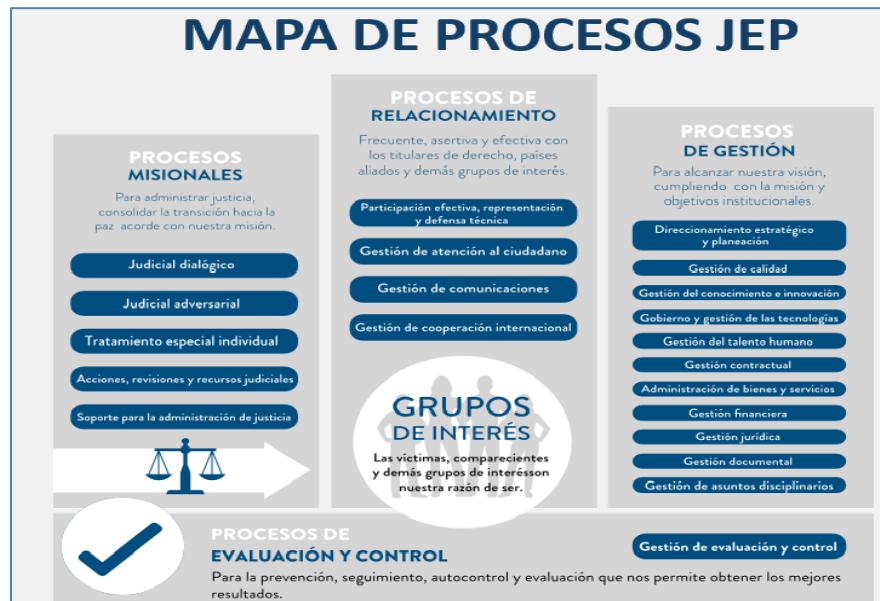 MAPA DE PROCESOS JEP
PROCESOS
MISIONALES
Para administrar justicia,
consolidar la transición hacia la
paz acorde con nuestra misión.
Judicial dialógico
Judicial adversarial
Tratamiento especial individual
Acciones, revisiones y recursos judiciales
Soporte para la administración de justicia
PROCESOS DE
RELACIONAMIENTO
Frecuente, asertiva y efectiva con
los titulares de derecho, países
aliados y demás grupos de interés.
Participación efectiva, representación
y defensa técnica
Gestión de atención al ciudadano
Gestión de comunicaciones
Gestión de cooperación internacional
GRUPOS
DE INTERÉS
Las víctimas, comparecientes
y demás grupos de interésson
nuestra razón de ser.
PROCESOS
DE GESTIÓN
Para alcanzar nuestra visión,
cumpliendo con la misión y
objetivos institucionales.
Direccionamiento estratégico
y planeación
Gestión de calidad
Gestión del conocimiento e innovación
Gobierno y gestión de las tecnologías
Gestión del talento humano
Gestión contractual
Administración de bienes y servicios
Gestión financiera
Gestión jurídica
Gestión documental
Gestión de asuntos disciplinarios
PROCESOS DE
EVALUACIÓN Y CONTROL
Gestión de evaluación y control
Para la prevención, seguimiento, autocontrol y evaluación que nos permite obtener los mejores
resultados.